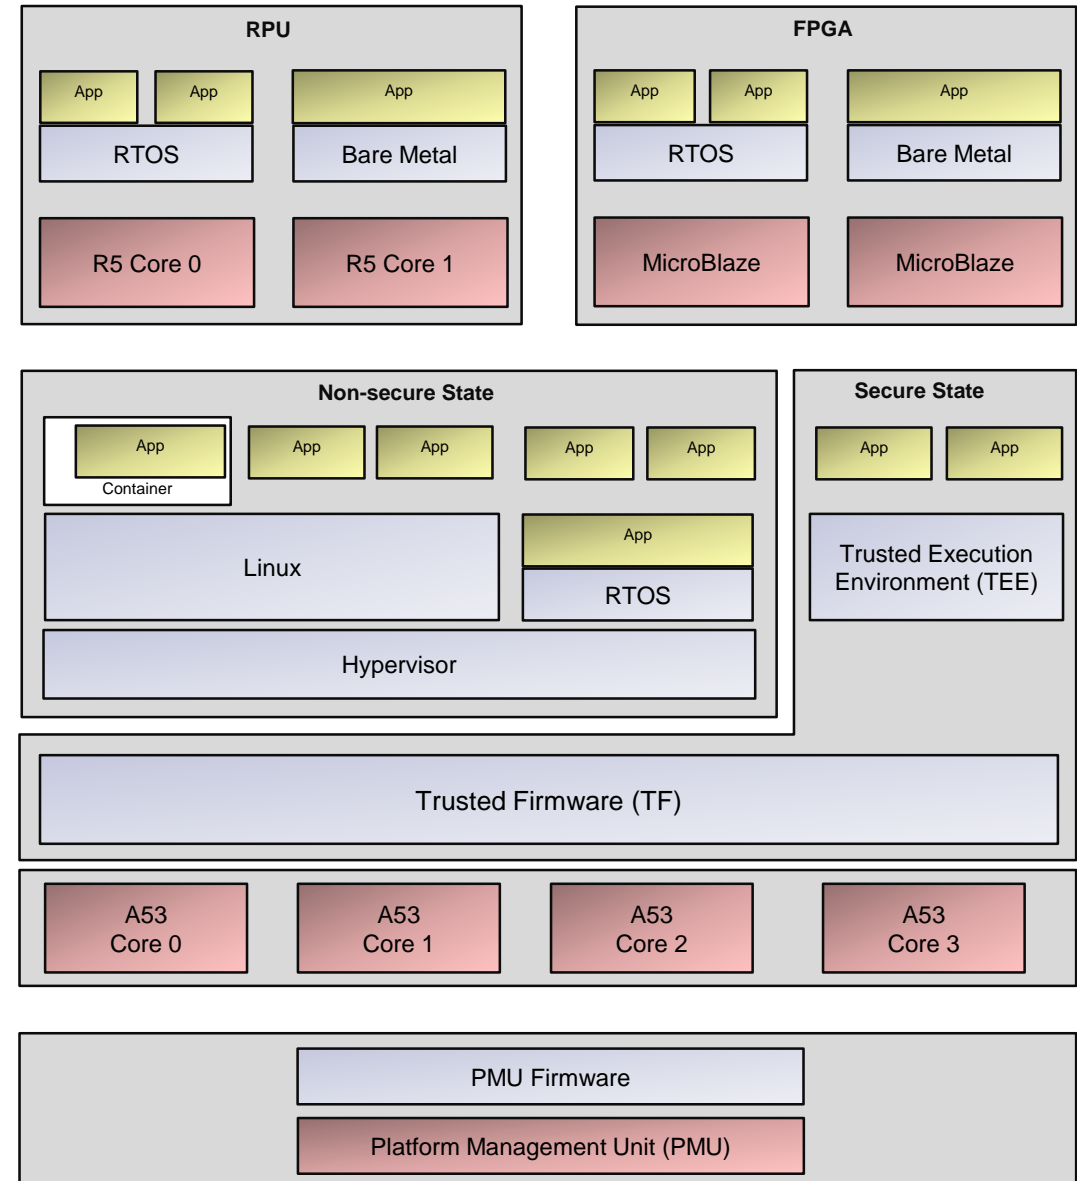 RPU
App
App
App
RTOS
Bare Metal
R5 Core 0
R5 Core 1
FPGA
App
App
App
RTOS
Bare Metal
MicroBlaze
MicroBlaze
Non-secure State
App
Container
App
App
App
App
Linux
App
RTOS
Hypervisor
Secure State
App
App
Trusted Execution
Environment (TEE)
Trusted Firmware (TF)
A53
Core 0
A53
Core 1
A53
Core 2
A53
Core 3
PMU Firmware
Platform Management Unit (PMU)